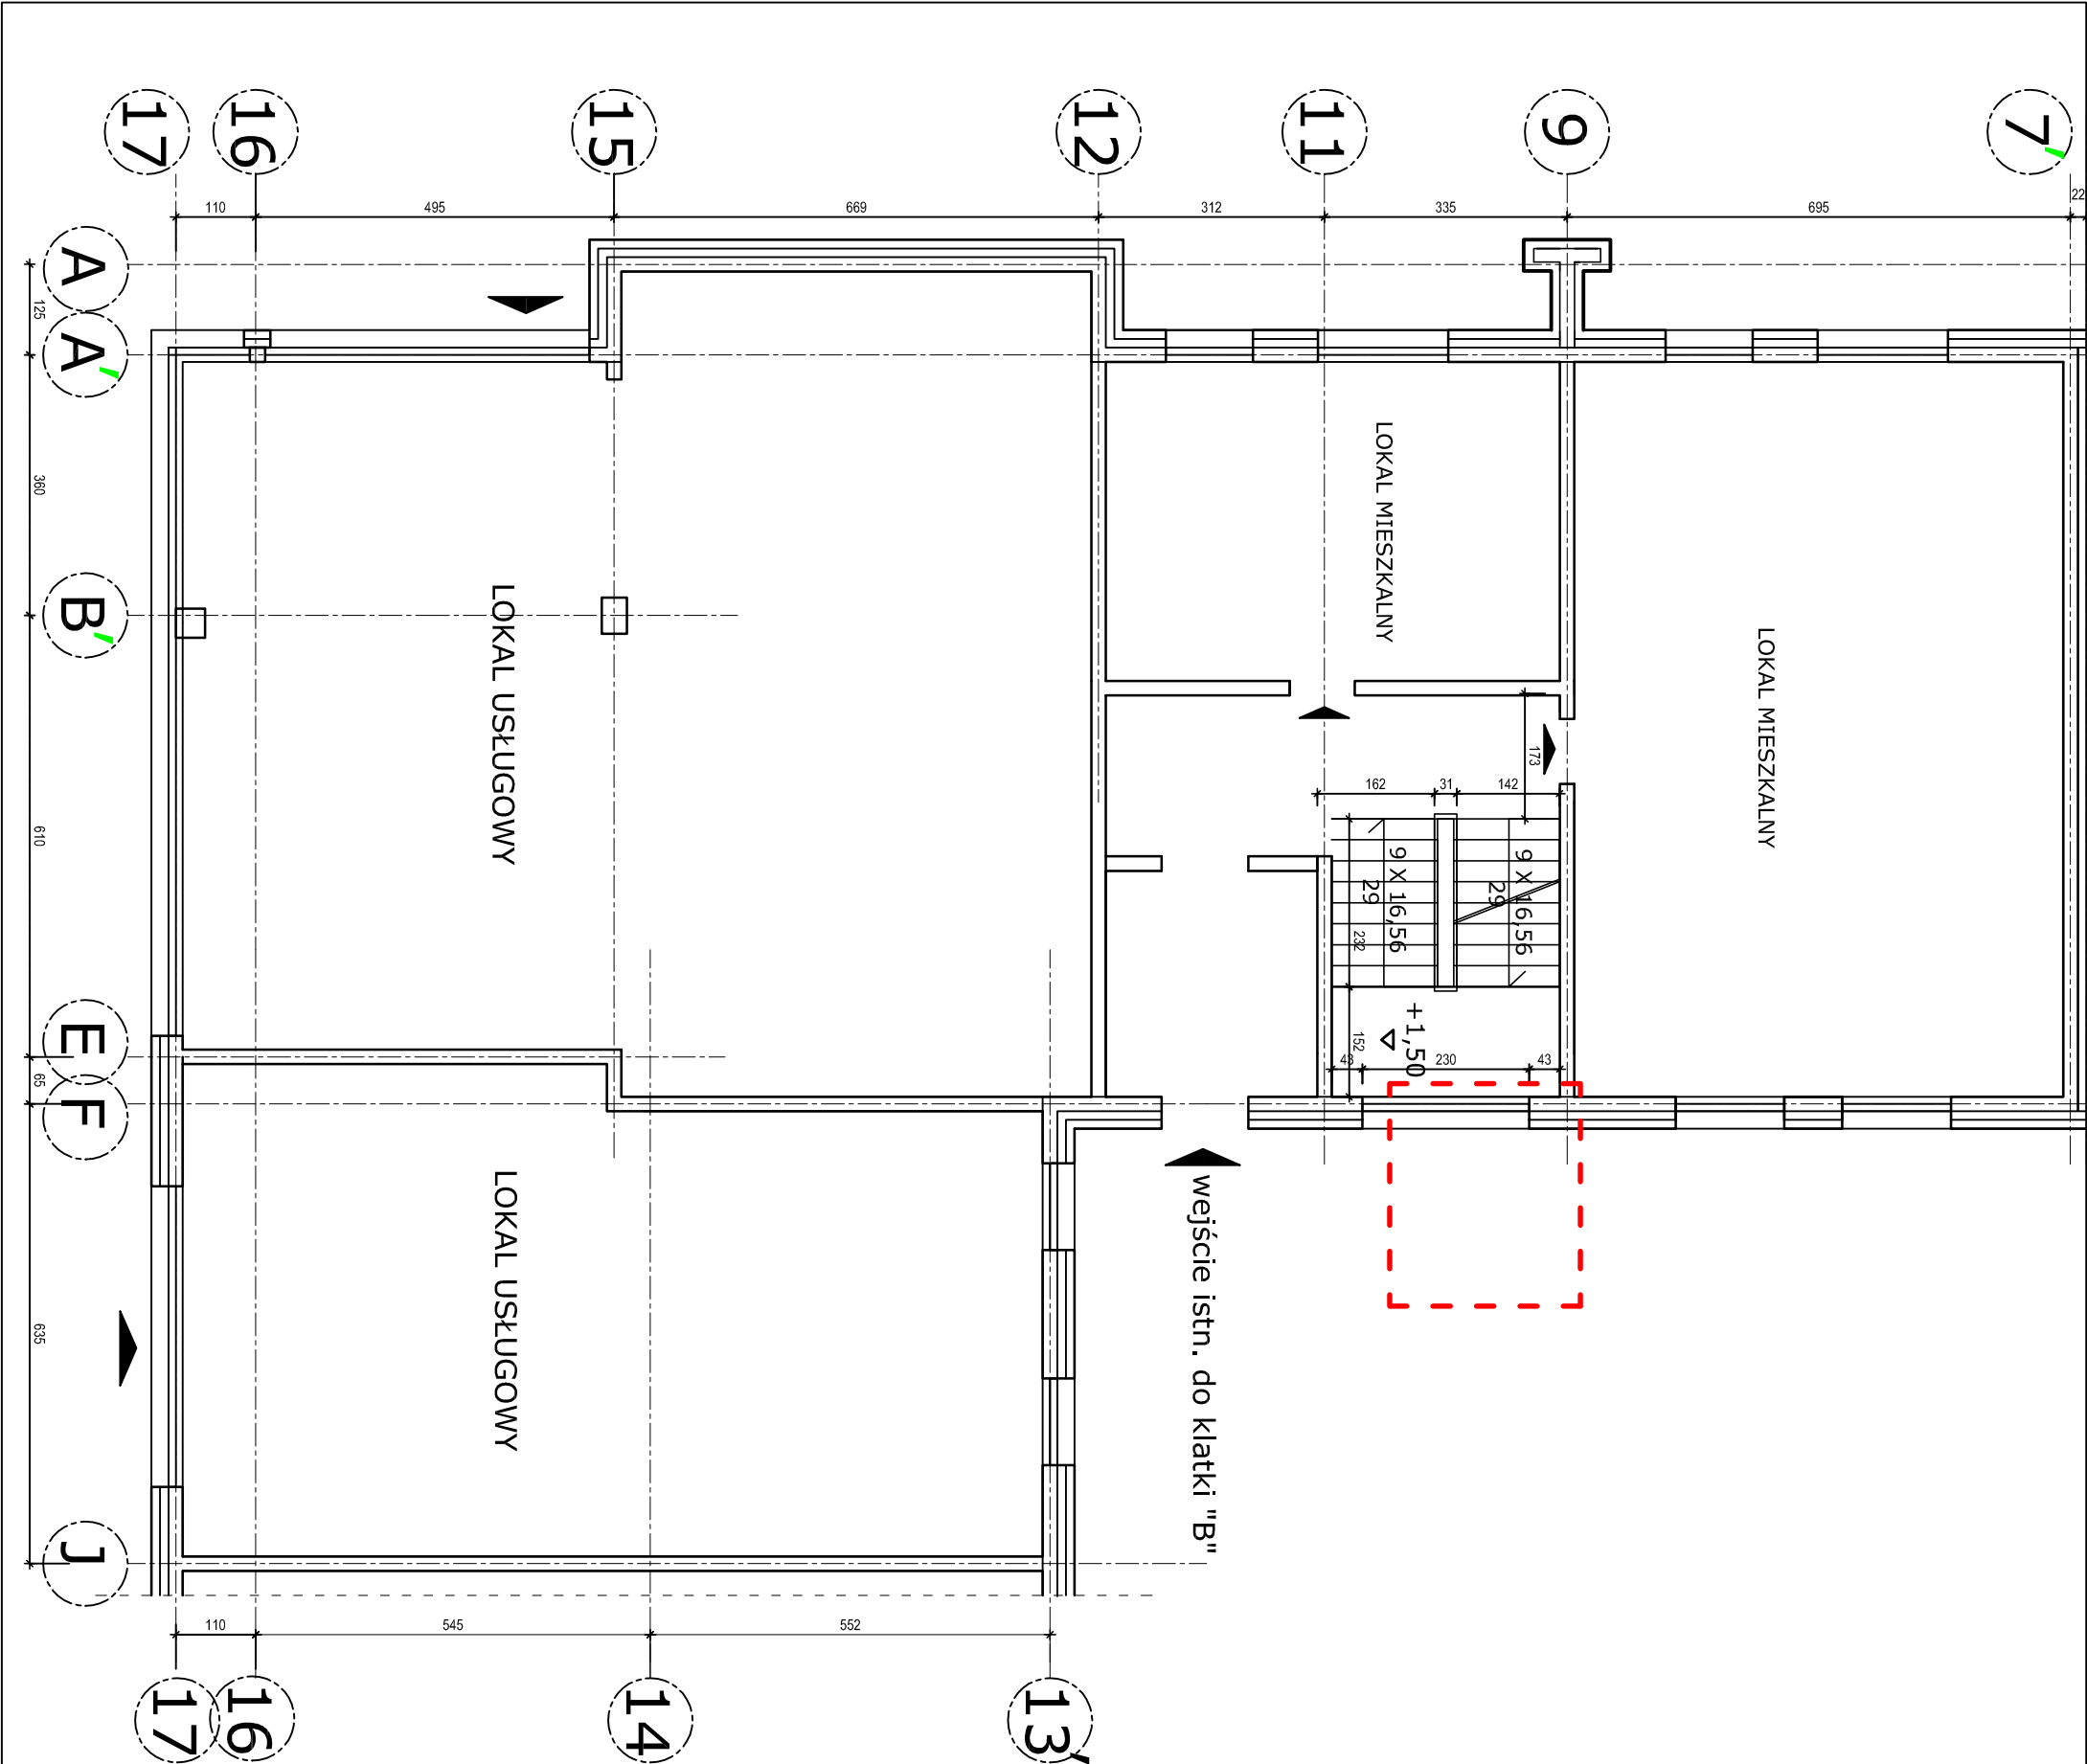 17
16
15
12
11
9
7'
110
495
669
312
335
695
22
A
125
A'
360
B'
610
E
65
F
635
J
LOKAL USŁUGOWY
LOKAL MIESZKALNY
LOKAL MIESZKALNY
173
162
31
142
9 X 16,56
29
9 X 16,56
29
232
152
+1,50
43
230
43
LOKAL USŁUGOWY
wejście istn. do klatki "B"
110
545
552
17
16
14
13'